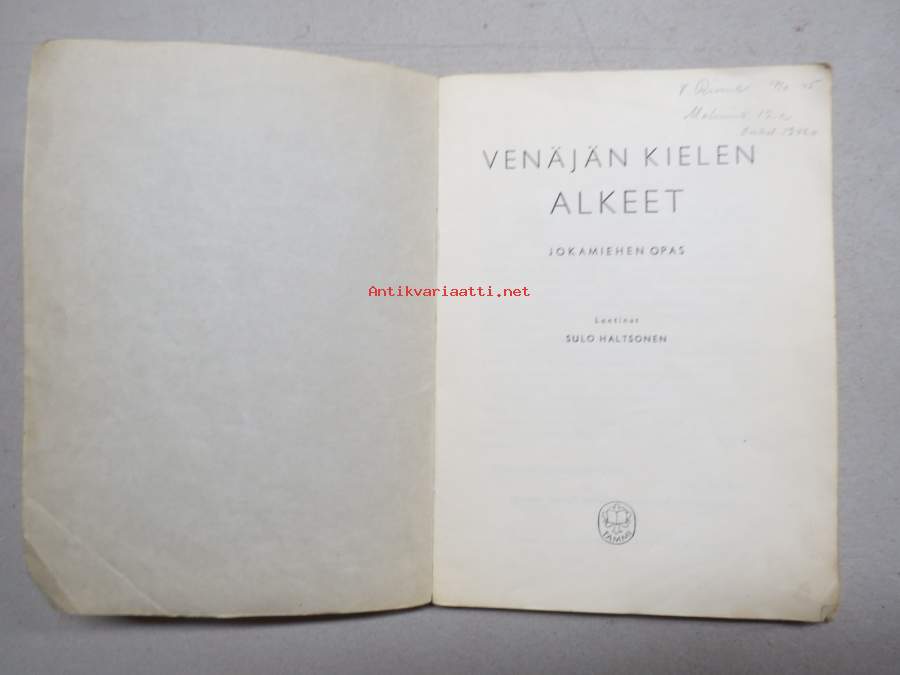 VENÄJÄN KIELEN
ALKEET
JOKAMIEHEN OPAS
Antikvariaatti.net
Laatinut
SULO HALTSONEN
TAMMI